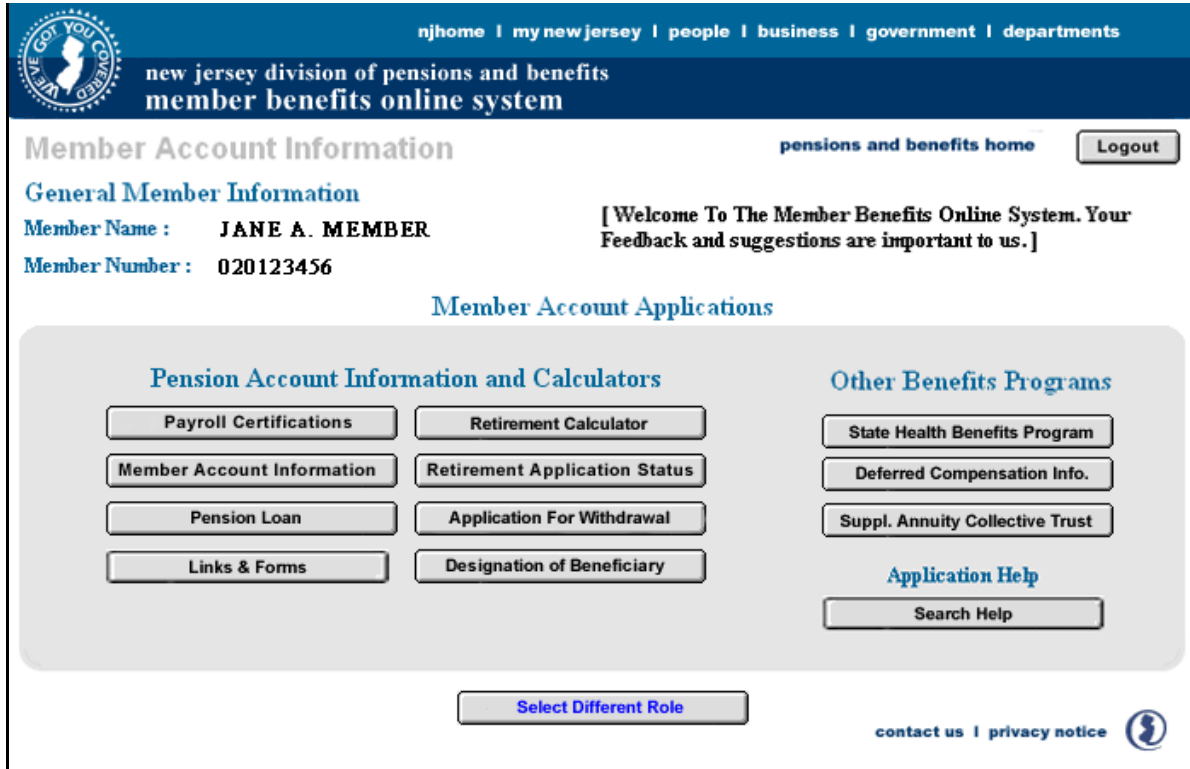 WE'VE GOT YOU COVERED
njhome I my new jersey I people I business I government I departments
new jersey division of pensions and benefits
member benefits online system
Member Account Information
pensions and benefits home
Logout
General Member Information
Member Name : JANE A. MEMBER
Member Number : 020123456
[ Welcome To The Member Benefits Online System. Your
Feedback and suggestions are important to us. ]
Member Account Applications
Pension Account Information and Calculators
Payroll Certifications
Retirement Calculator
Member Account Information
Retirement Application Status
Pension Loan
Application For Withdrawal
Links & Forms
Designation of Beneficiary
Other Benefits Programs
State Health Benefits Program
Deferred Compensation Info.
Suppl. Annuity Collective Trust
Application Help
Search Help
Select Different Role
contact us I privacy notice